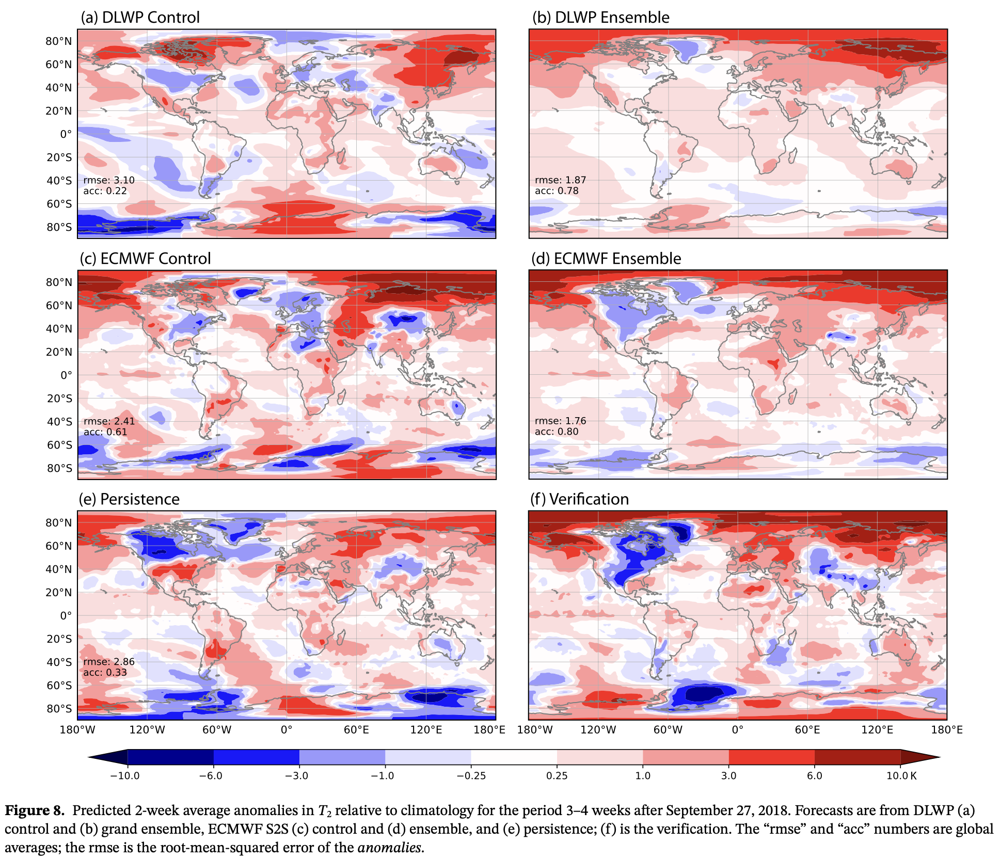 (a) DLWP Control
(b) DLWP Ensemble
80°N
60°N
40°N
20°N
0°
20°S
40°S
60°S
80°S
rmse: 3.10
acc: 0.22
rmse: 1.87
acc: 0.78
(c) ECMWF Control
(d) ECMWF Ensemble
80°N
60°N
40°N
20°N
0°
20°S
40°S
60°S
80°S
rmse: 2.41
acc: 0.61
rmse: 1.76
acc: 0.80
(e) Persistence
(f) Verification
80°N
60°N
40°N
20°N
0°
20°S
40°S
60°S
80°S
rmse: 2.86
acc: 0.33
180°W 120°W 60°W 0° 60°E 120°E 180°E
180°W 120°W 60°W 0° 60°E 120°E 180°E
−10.0 −6.0 −3.0 −1.0 −0.25 0.25 1.0 3.0 6.0 10.0 K
Figure 8. Predicted 2-week average anomalies in T2 relative to climatology for the period 3–4 weeks after September 27, 2018. Forecasts are from DLWP (a)
control and (b) grand ensemble, ECMWF S2S (c) control and (d) ensemble, and (e) persistence; (f) is the verification. The “rmse” and “acc” numbers are global
averages; the rmse is the root-mean-squared error of the anomalies.